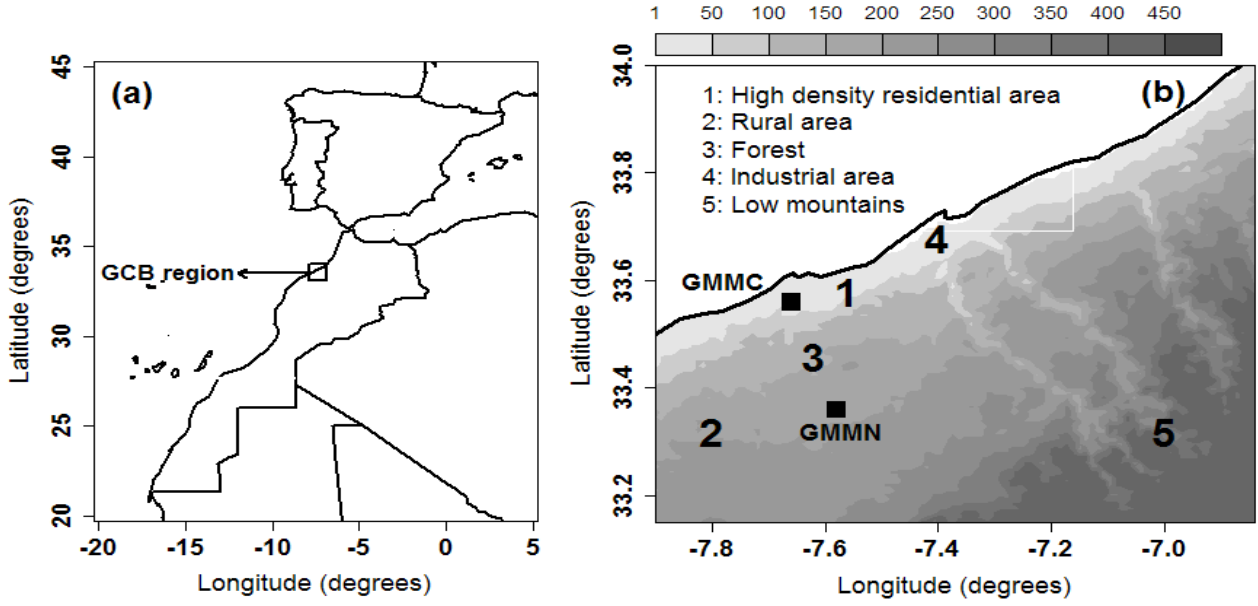 (a)
45
40
35
30
25
20
Latitude (degrees)
GCB region
-20 -15 -10 -5 0 5
Longitude (degrees)
1 50 100 150 200 250 300 350 400 450
(b)
1: High density residential area
2: Rural area
3: Forest
4: Industrial area
5: Low mountains
34.0
33.8
33.6
33.4
33.2
Latitude (degrees)
4
GMMC
1
3
2
GMMN
5
-7.8 -7.6 -7.4 -7.2 -7.0
Longitude (degrees)